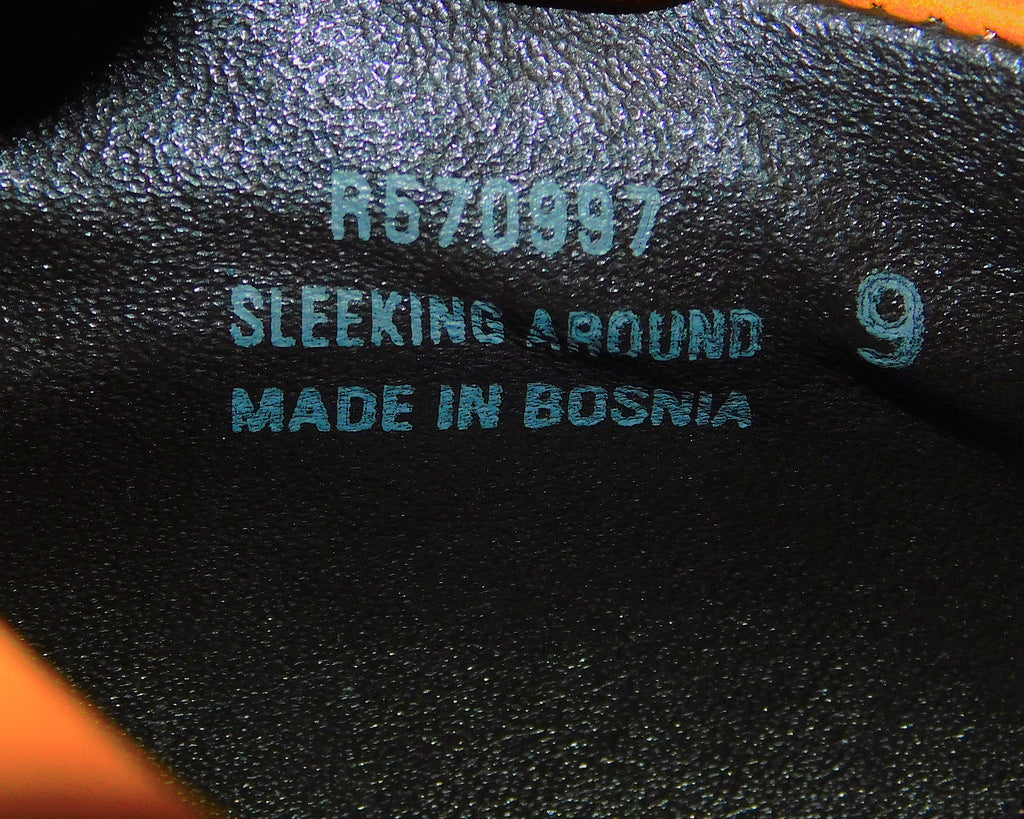 R570997
SLEEKING AROUND 9
MADE IN BOSNIA